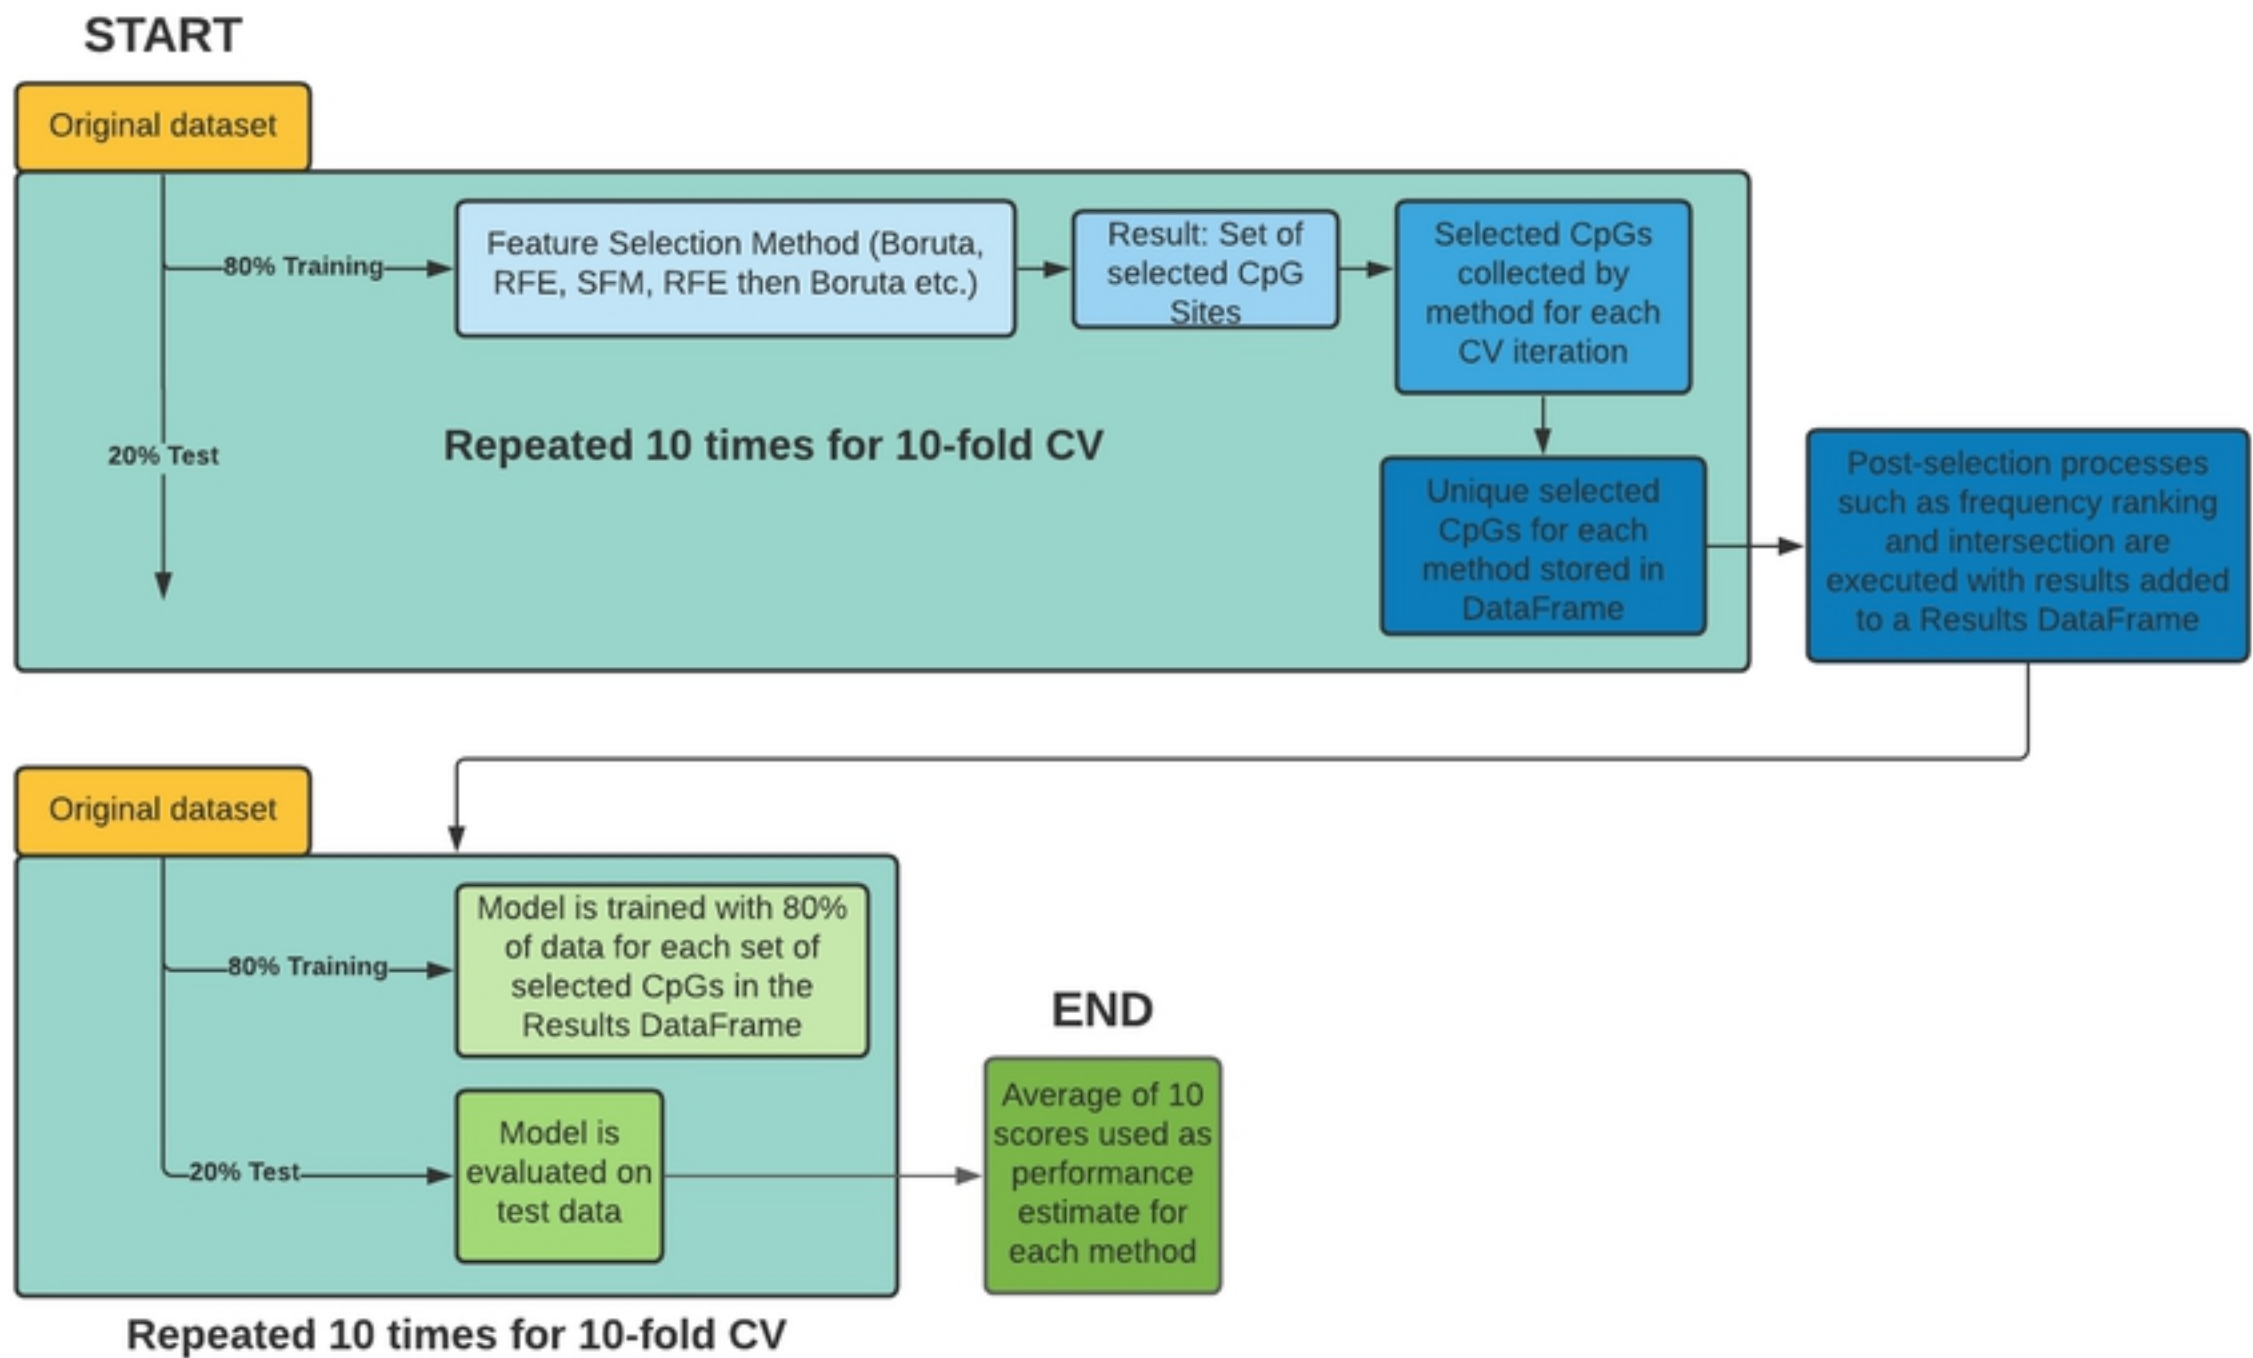 START
Original dataset
80% Training
Feature Selection Method (Boruta,
RFE, SFM, RFE then Boruta etc.)
Result: Set of
selected CpG
Sites
Selected CpGs
collected by
method for each
CV iteration
20% Test
Repeated 10 times for 10-fold CV
Unique selected
CpGs for each
method stored in
DataFrame
Post-selection processes
such as frequency ranking
and intersection are
executed with results added
to a Results DataFrame
Original dataset
80% Training
Model is trained with 80%
of data for each set of
selected CpGs in the
Results DataFrame
20% Test
Model is
evaluated on
test data
END
Average of 10
scores used as
performance
estimate for
each method
Repeated 10 times for 10-fold CV